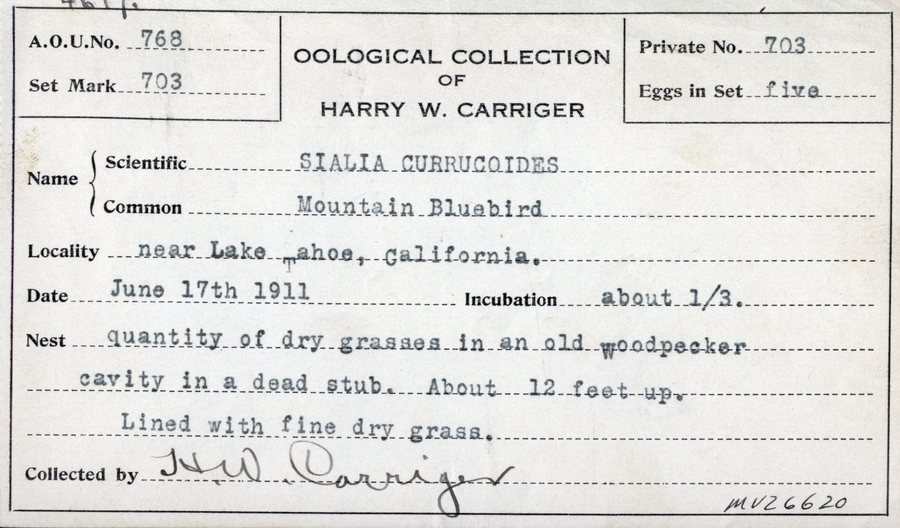 A.O.U.No. 768
Set Mark 703
OOLOGICAL COLLECTION
OF
HARRY W. CARRIGER
Private No. 703
Eggs in Set five
Name
Scientific SIALIA CURRUCOIDES
Common Mountain Bluebird
Locality near Lake Tahoe, California.
Date June 17th 1911 Incubation about 1/3.
Nest quantity of dry grasses in an old woodpecker
cavity in a dead stub. About 12 feet up.
Lined with fine dry grass.
Collected by H.W. Carriger
MVZ6620